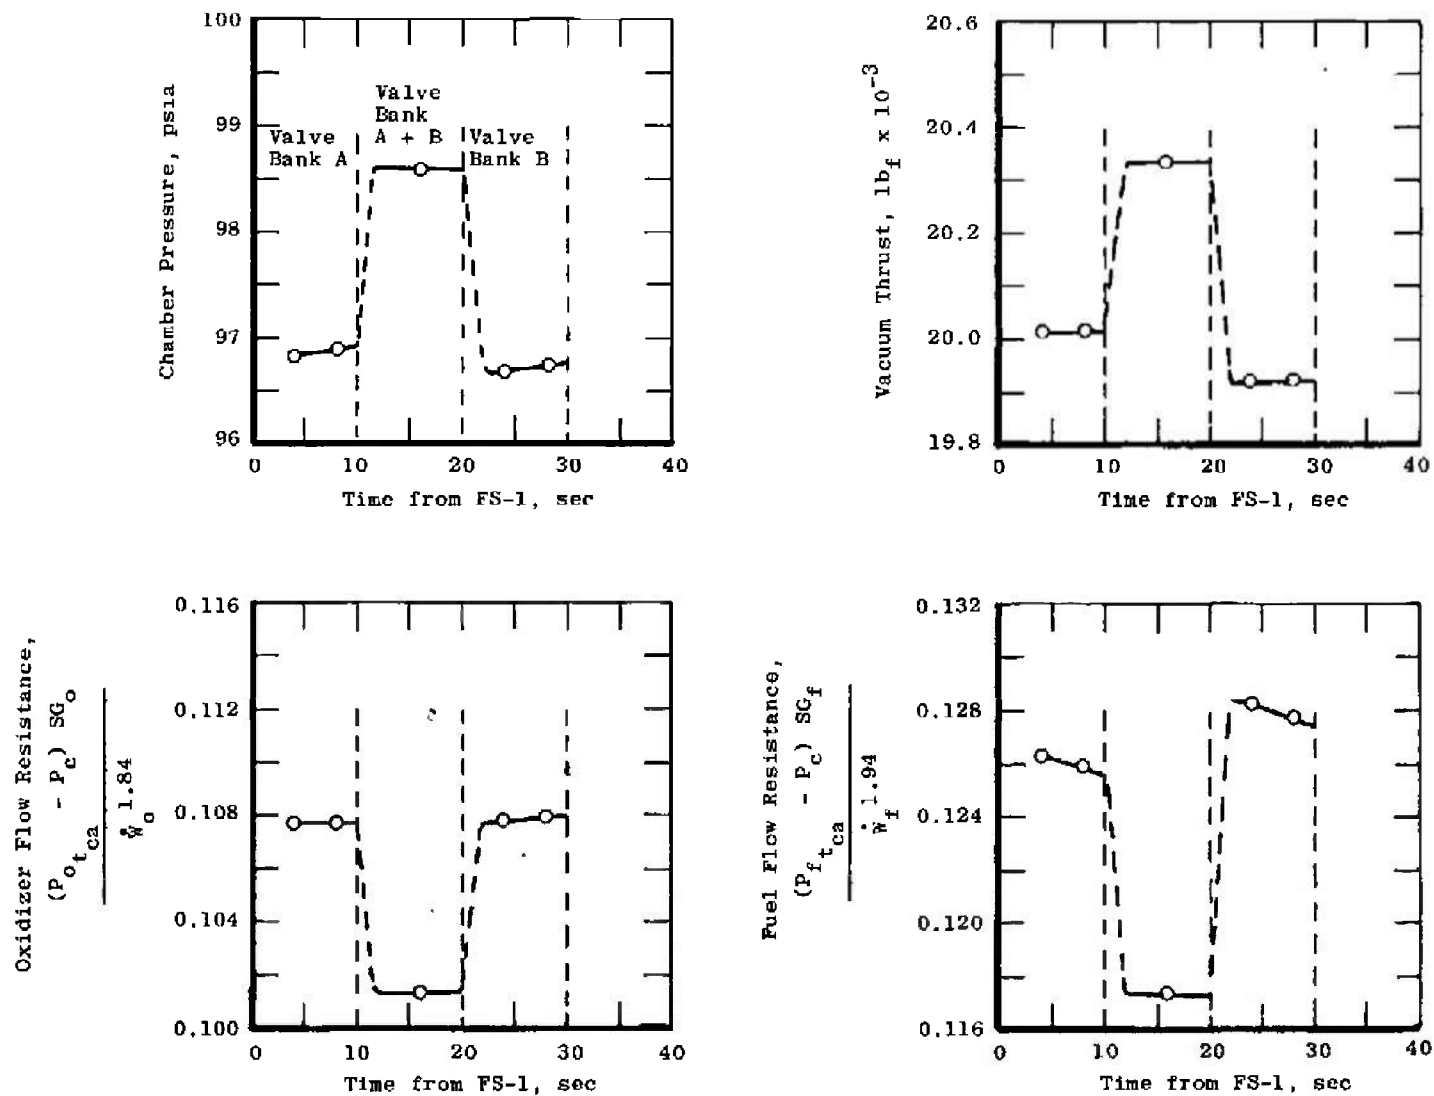 Chamber Pressure, psia
100
99
98
97
96
Valve
Bank A
Valve
Bank
A + B
Valve
Bank B
0 10 20 30 40
Time from FS-1, sec
Vacuum Thrust, lbf x 10-3
20.6
20.4
20.2
20.0
19.8
0 10 20 30 40
Time from FS-1, sec
Oxidizer Flow Resistance,
(Potca - Pc) SGo
Ẇo 1.84
0.116
0.112
0.108
0.104
0.100
0 10 20 30 40
Time from FS-1, sec
Fuel Flow Resistance,
(Pftca - Pc) SGf
Ẇf 1.94
0.132
0.128
0.124
0.120
0.116
0 10 20 30 40
Time from FS-1, sec